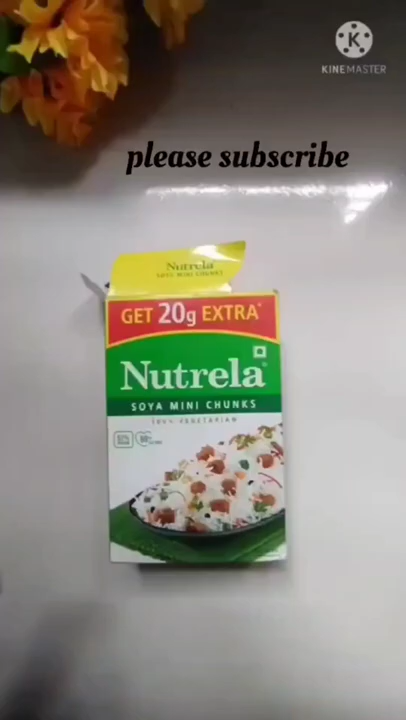 KINEMASTER
please subscribe
Nutrela
SOYA MINI CHUNKS
GET 20g EXTRA*
Nutrela
SOYA MINI CHUNKS
100% VEGETARIAN